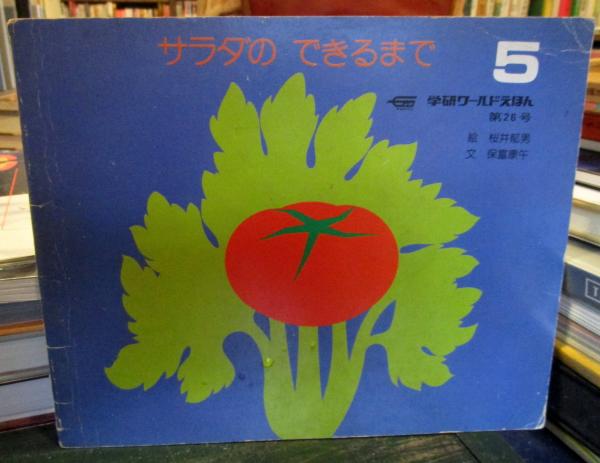 サラダの できるまで
5
学研ワールドえほん
第26号
絵 桜井郁男
文 保富康午